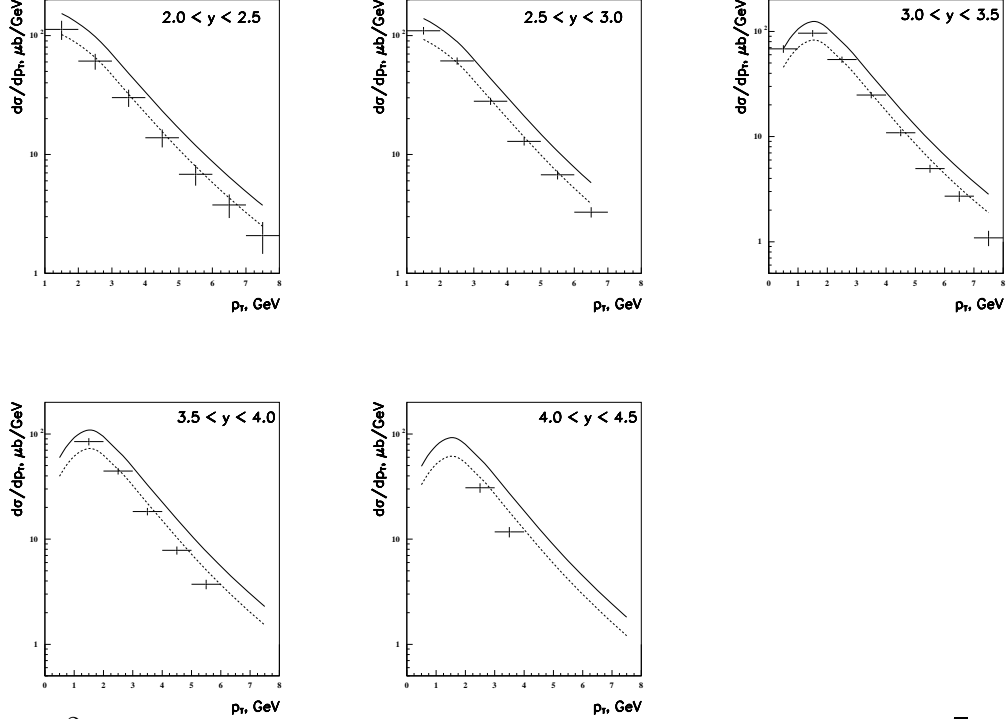 2.0 < y < 2.5
dσ/dpT, μb/GeV
10²
10
1
1 2 3 4 5 6 7 8
pT, GeV
2.5 < y < 3.0
dσ/dpT, μb/GeV
10²
10
1
1 2 3 4 5 6 7 8
pT, GeV
3.0 < y < 3.5
dσ/dpT, μb/GeV
10²
10
1
0 1 2 3 4 5 6 7 8
pT, GeV
3.5 < y < 4.0
dσ/dpT, μb/GeV
10²
10
1
0 1 2 3 4 5 6 7 8
pT, GeV
4.0 < y < 4.5
dσ/dpT, μb/GeV
10²
10
1
0 1 2 3 4 5 6 7 8
pT, GeV